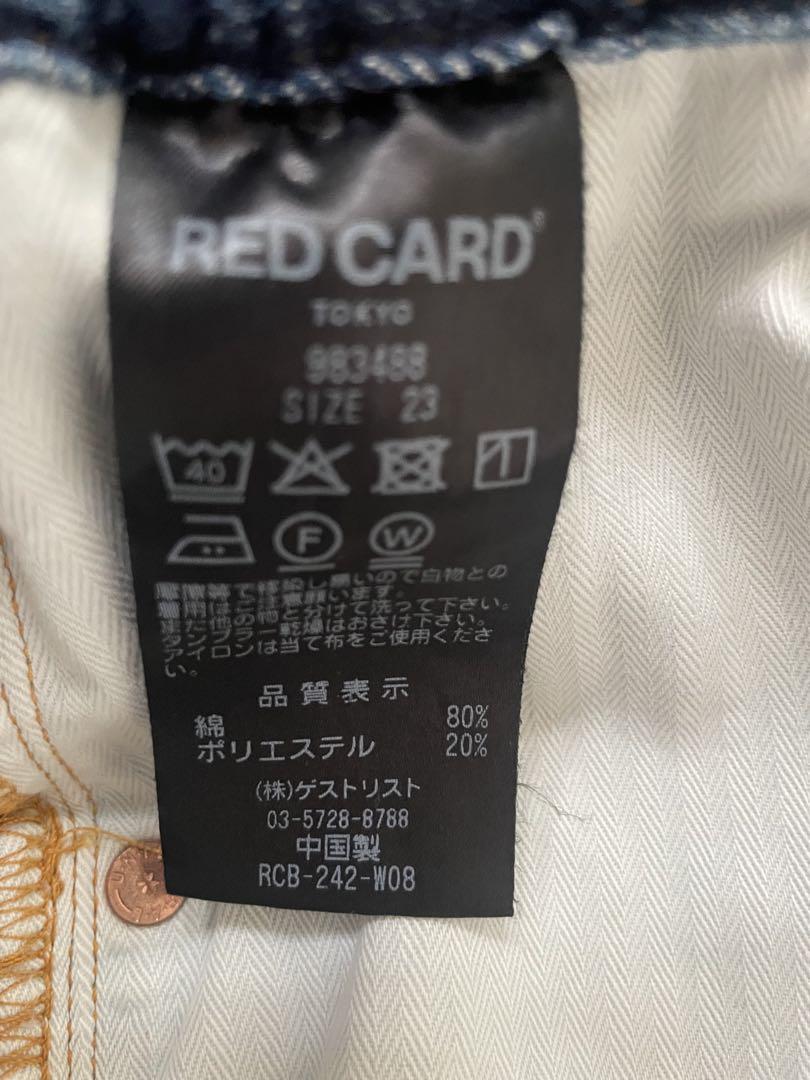 RED CARD®
TOKYO
983488
SIZE 23
40
F W
で移染し易いので白物との
着用はご注意願います。
また他の物と分けて洗って下さい。
タンブラー乾燥はおさけ下さい。
アイロンは当て布をご使用くださ
い。
品質表示
綿 80%
ポリエステル 20%
(株)ゲストリスト
03-5728-8788
中国製
RCB-242-W08